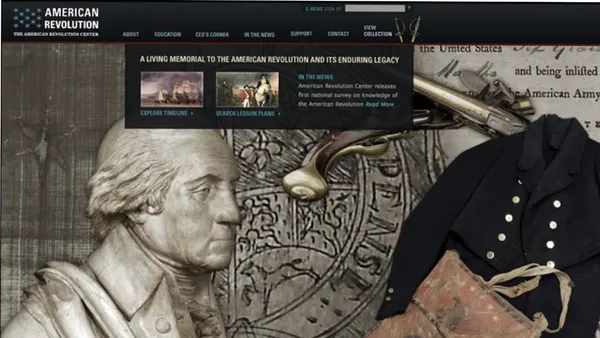 AMERICAN
REVOLUTION
THE AMERICAN REVOLUTION CENTER
E-NEWS SIGN UP
ABOUT EDUCATION CEO'S CORNER IN THE NEWS SUPPORT CONTACT VIEW COLLECTION
A LIVING MEMORIAL TO THE AMERICAN REVOLUTION AND ITS ENDURING LEGACY
EXPLORE TIMELINE
SEARCH LESSON PLANS
IN THE NEWS
American Revolution Center releases
first national survey on knowledge of
the American Revolution Read More
the United States
and being inlisted
American Army
DEFENSE